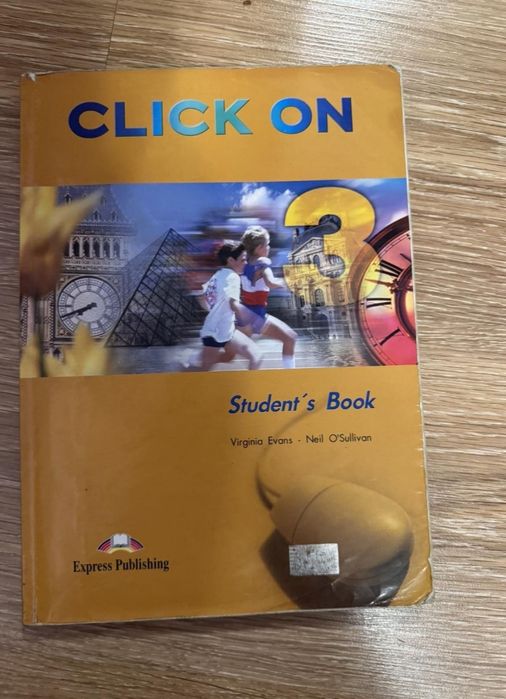 CLICK ON
3
Student´s Book
Virginia Evans - Neil O'Sullivan
Express Publishing